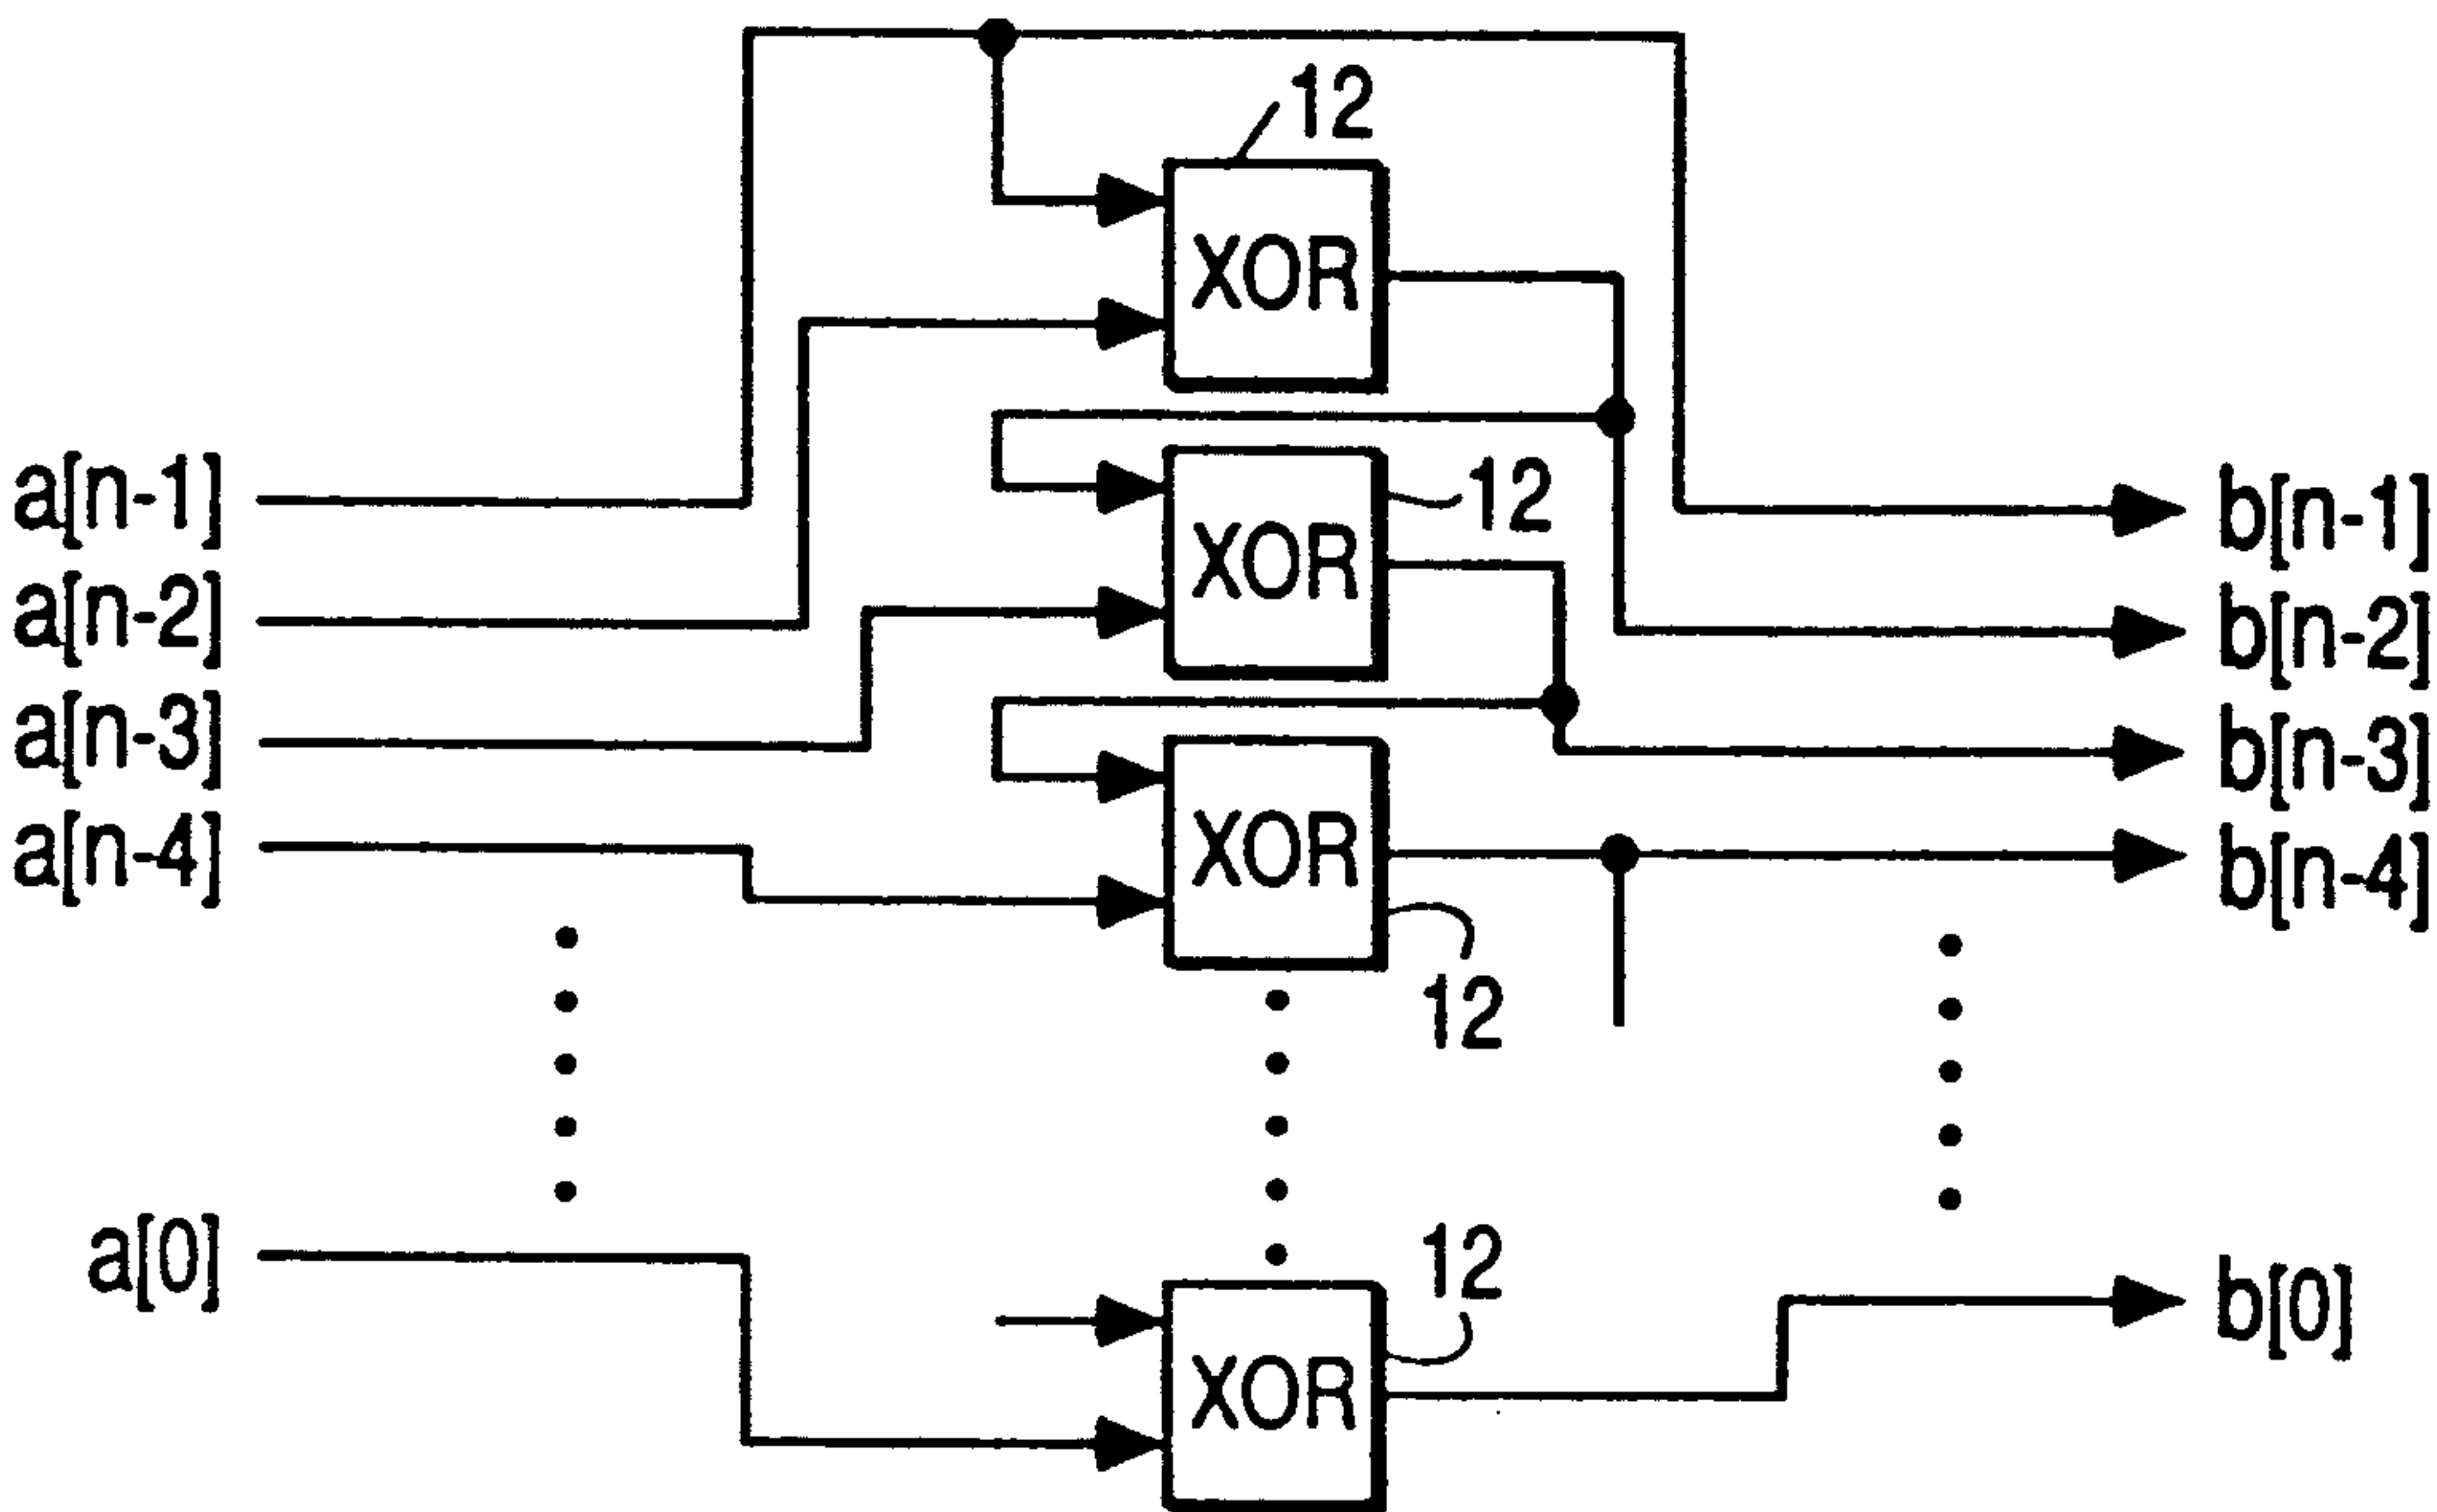 12
XOR
a[n-1]
12
b[n-1]
XOR
a[n-2]
b[n-2]
a[n-3]
b[n-3]
XOR
a[n-4]
b[n-4]
12
a[0]
12
b[0]
XOR